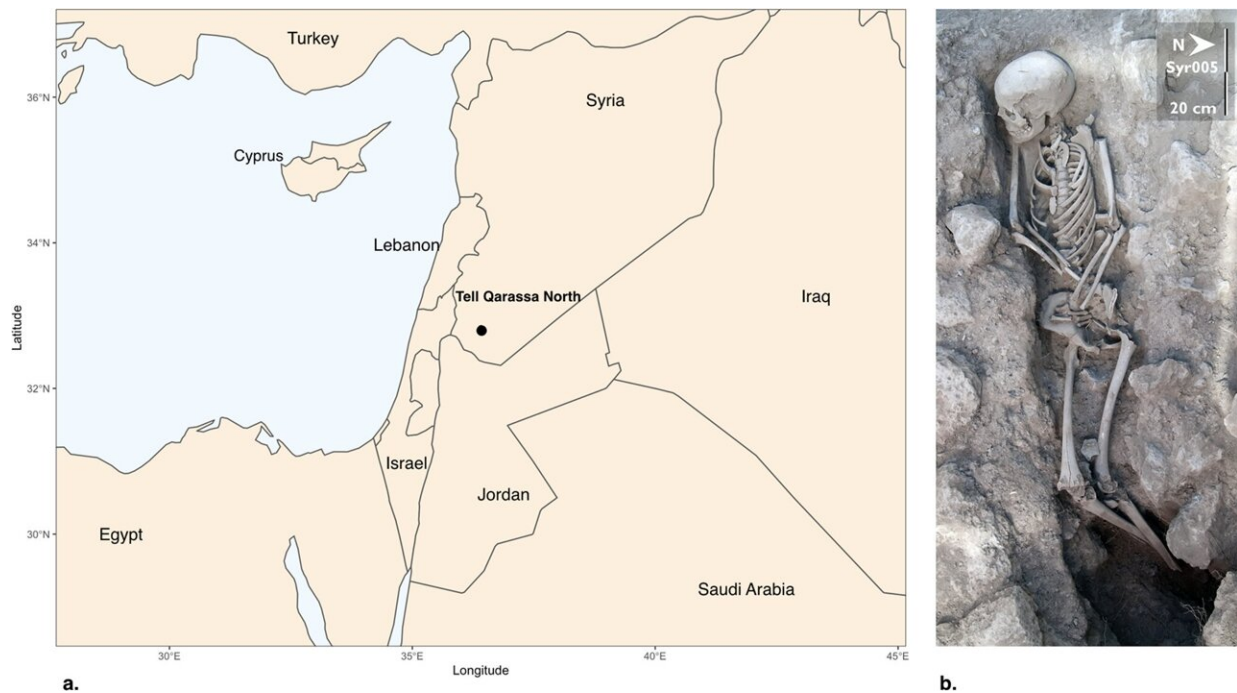 Turkey
36°N
Syria
Cyprus
Latitude
34°N
Lebanon
Tell Qarassa North
Iraq
32°N
Israel
Jordan
30°N
Egypt
Saudi Arabia
30°E
35°E
40°E
45°E
Longitude
a.
N
Syr005
20 cm
b.